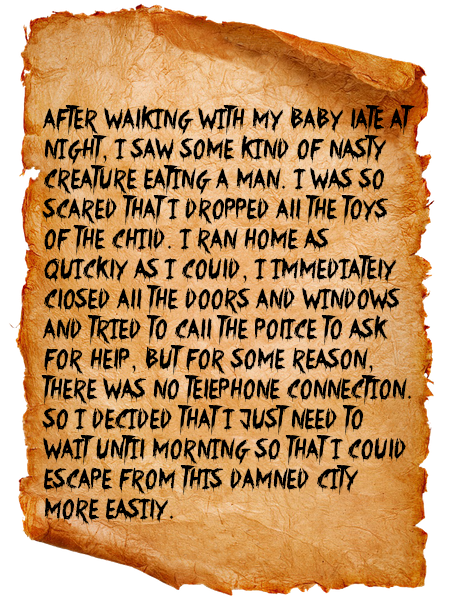 AFTER WALKING WITH MY BABY LATE AT
NIGHT, I SAW SOME KIND OF NASTY
CREATURE EATING A MAN. I WAS SO
SCARED THAT I DROPPED ALL THE TOYS
OF THE CHILD. I RAN HOME AS
QUICKLY AS I COULD, I IMMEDIATELY
CLOSED ALL THE DOORS AND WINDOWS
AND TRIED TO CALL THE POLICE TO ASK
FOR HELP, BUT FOR SOME REASON,
THERE WAS NO TELEPHONE CONNECTION.
SO I DECIDED THAT I JUST NEED TO
WAIT UNTIL MORNING SO THAT I COULD
ESCAPE FROM THIS DAMNED CITY
MORE EASILY.